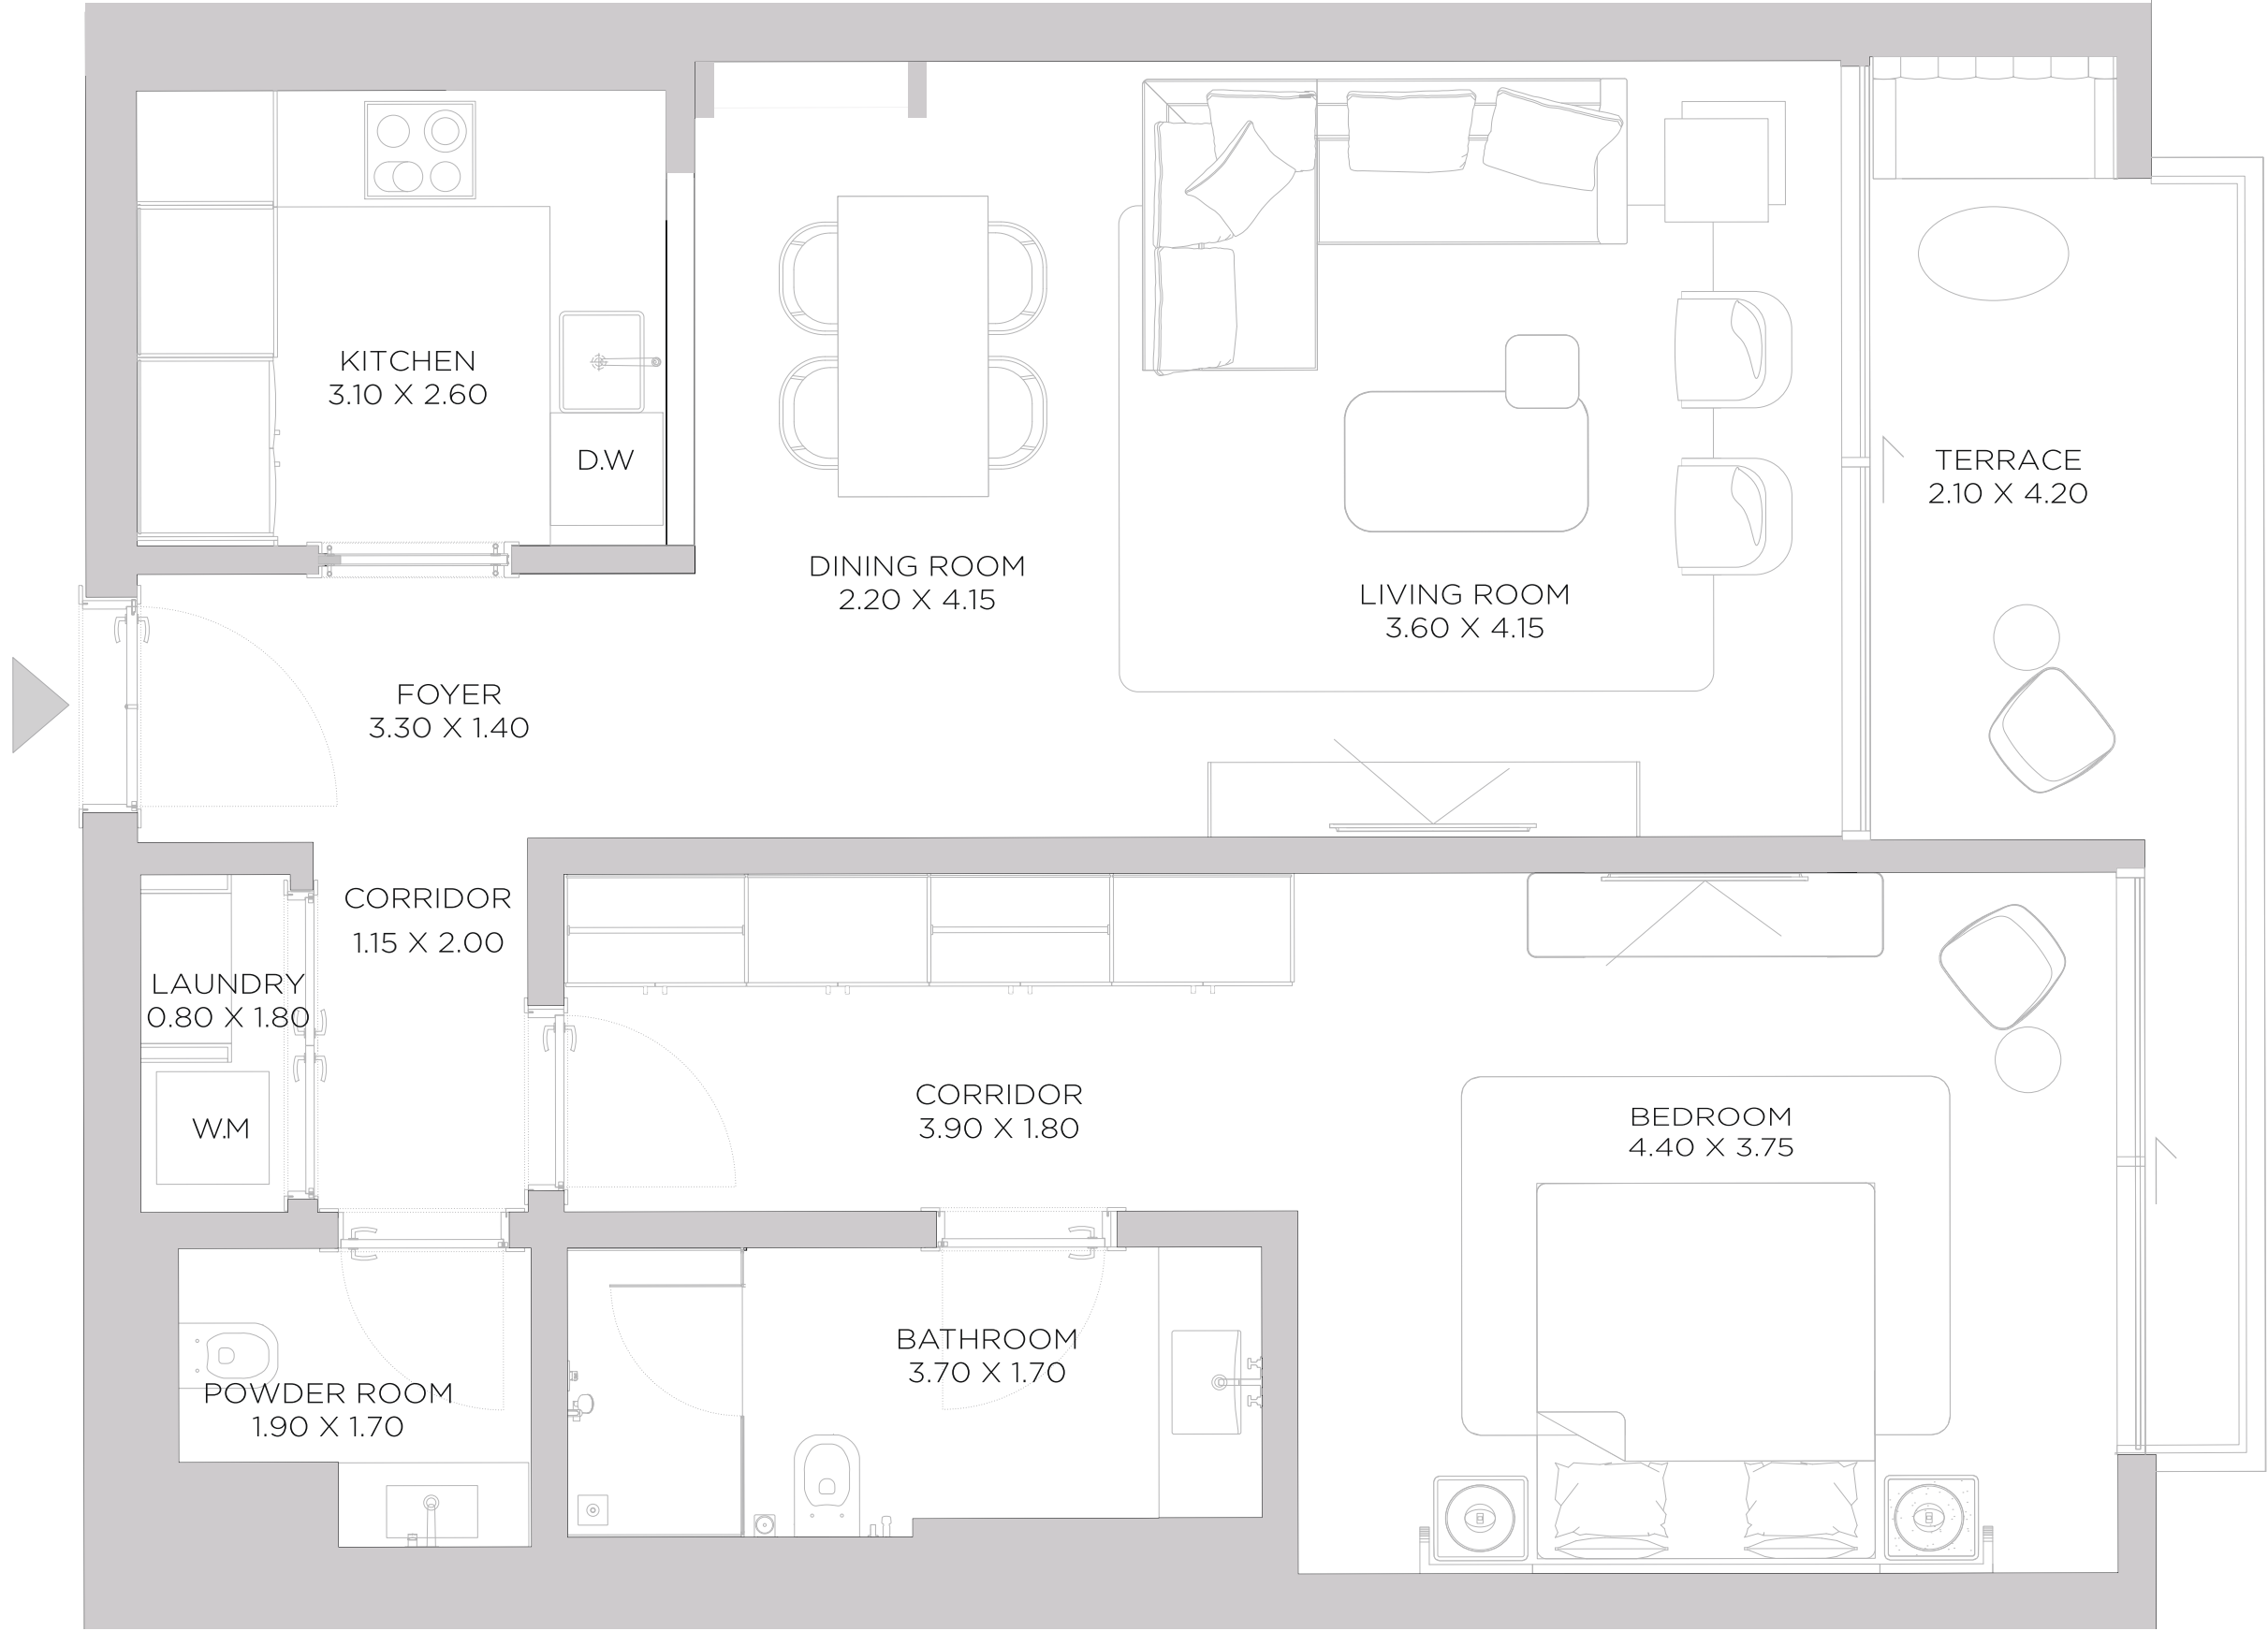 KITCHEN
3.10 X 2.60
D.W
TERRACE
2.10 X 4.20
DINING ROOM
2.20 X 4.15
LIVING ROOM
3.60 X 4.15
FOYER
3.30 X 1.40
CORRIDOR
1.15 X 2.00
LAUNDRY
0.80 X 1.80
W.M
CORRIDOR
3.90 X 1.80
BEDROOM
4.40 X 3.75
BATHROOM
3.70 X 1.70
POWDER ROOM
1.90 X 1.70